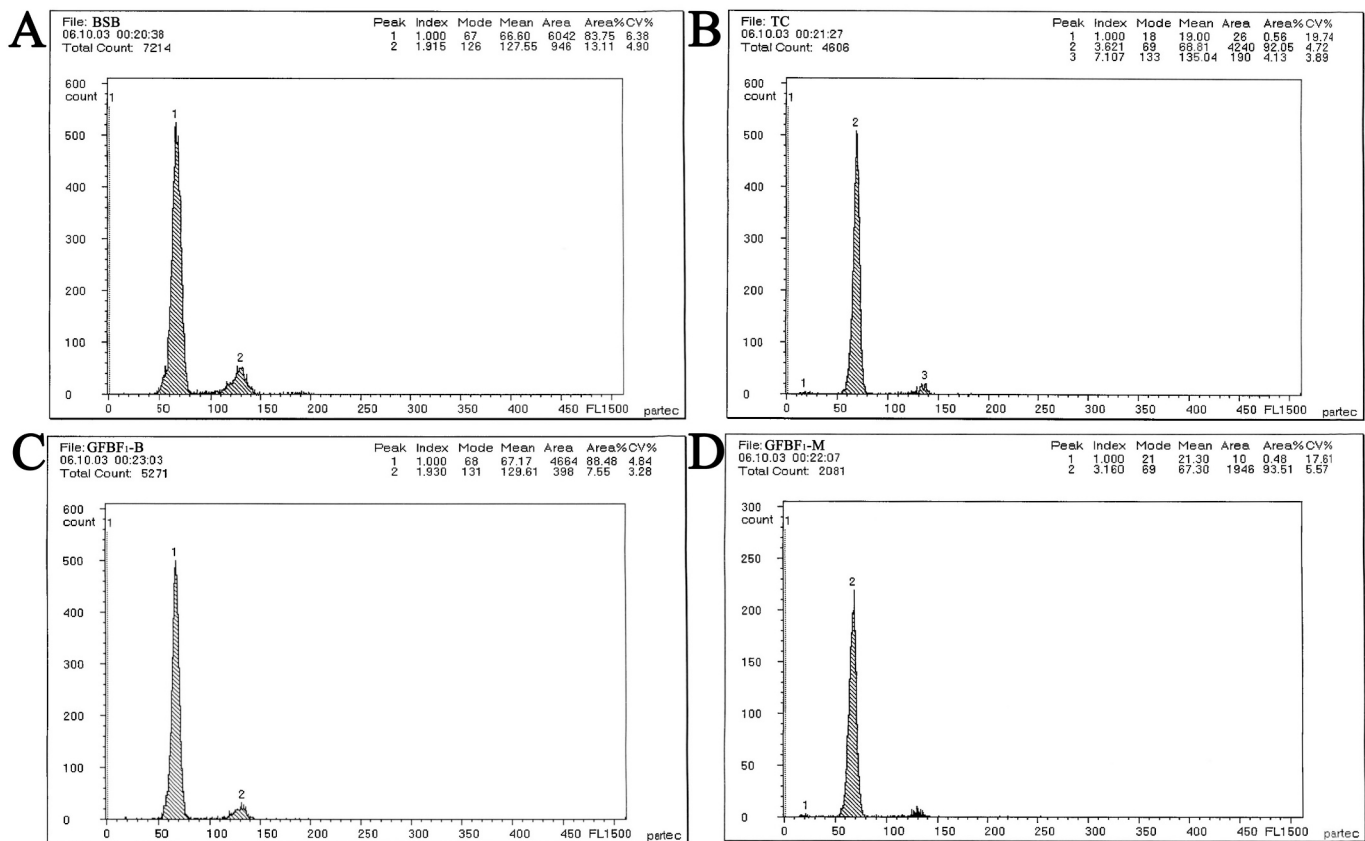 A
File: BSB
06.10.03 00:20:38
Total Count: 7214
Peak Index Mode Mean Area Area% CV%
1 1.000 67 66.60 6042 83.75 6.38
2 1.915 126 127.55 946 13.11 4.90
600
count
500
400
300
200
100
0
1
1
2
0 50 100 150 200 250 300 350 400 450 FL1 500
partec
B
File: TC
06.10.03 00:21:27
Total Count: 4606
Peak Index Mode Mean Area Area% CV%
1 1.000 18 19.00 26 0.56 19.74
2 3.621 69 68.81 4240 92.05 4.72
3 7.107 133 135.04 190 4.13 3.89
600
count
500
400
300
200
100
0
1
1
2
3
0 50 100 150 200 250 300 350 400 450 FL1 500
partec
C
File: GFBF1-B
06.10.03 00:23:03
Total Count: 5271
Peak Index Mode Mean Area Area% CV%
1 1.000 68 67.17 4664 88.48 4.84
2 1.930 131 129.61 398 7.55 3.28
600
count
500
400
300
200
100
0
1
1
2
0 50 100 150 200 250 300 350 400 450 FL1 500
partec
D
File: GFBF1-M
06.10.03 00:22:07
Total Count: 2081
Peak Index Mode Mean Area Area% CV%
1 1.000 21 21.30 10 0.48 17.61
2 3.160 69 67.30 1946 93.51 5.57
300
count
250
200
150
100
50
0
1
1
2
0 50 100 150 200 250 300 350 400 450 FL1 500
partec